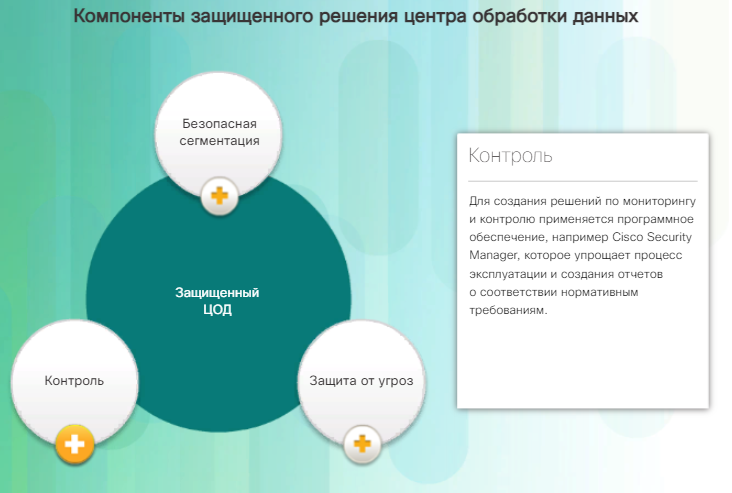 Компоненты защищенного решения центра обработки данных
Безопасная
сегментация
Защищенный
ЦОД
Контроль
Защита от угроз
Контроль
Для создания решений по мониторингу
и контролю применяется программное
обеспечение, например Cisco Security
Manager, которое упрощает процесс
эксплуатации и создания отчетов
о соответствии нормативным
требованиям.